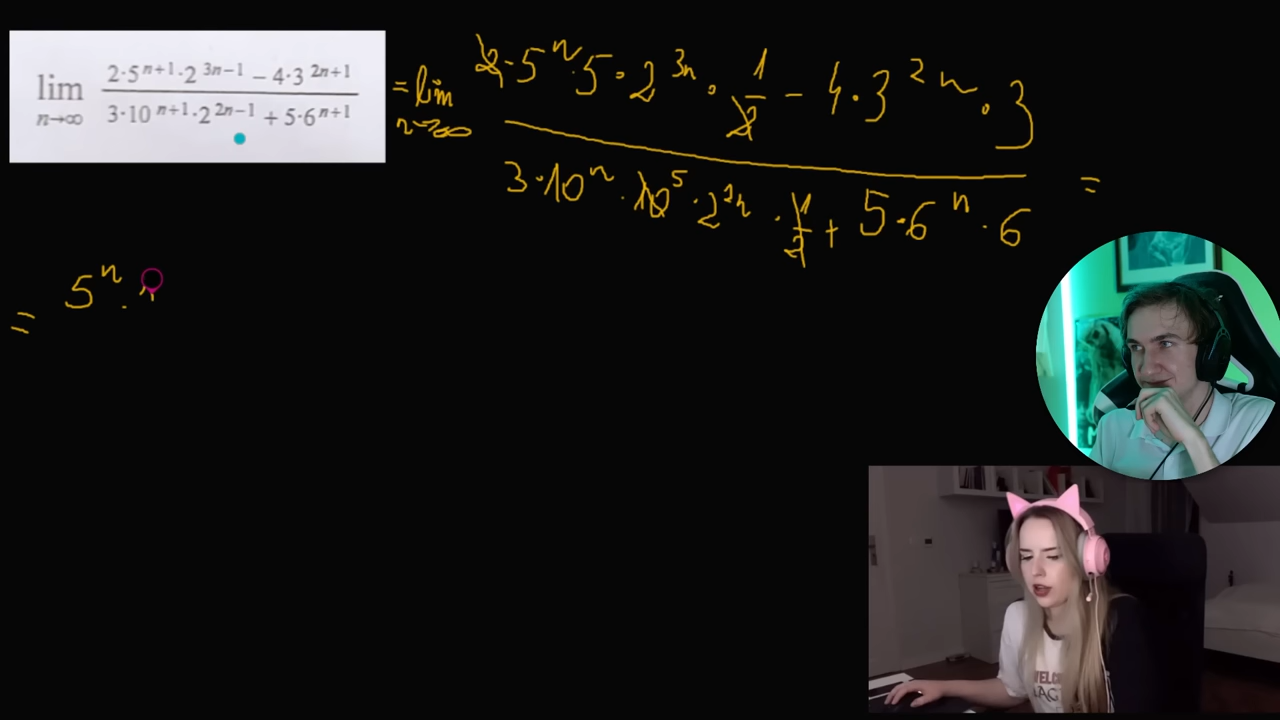 lim n→∞ (2·5^{n+1}·2^{3n−1} − 4·3^{2n+1}) / (3·10^{n+1}·2^{2n−1} + 5·6^{n+1})
= lim n→∞ (2·5^n·5·2^{3n}·1/2 − 4·3^{2n}·3) / (3·10^n·10^5·2^{2n}·1/2 + 5·6^n·6) =
= 5^n ·
WELC
AG